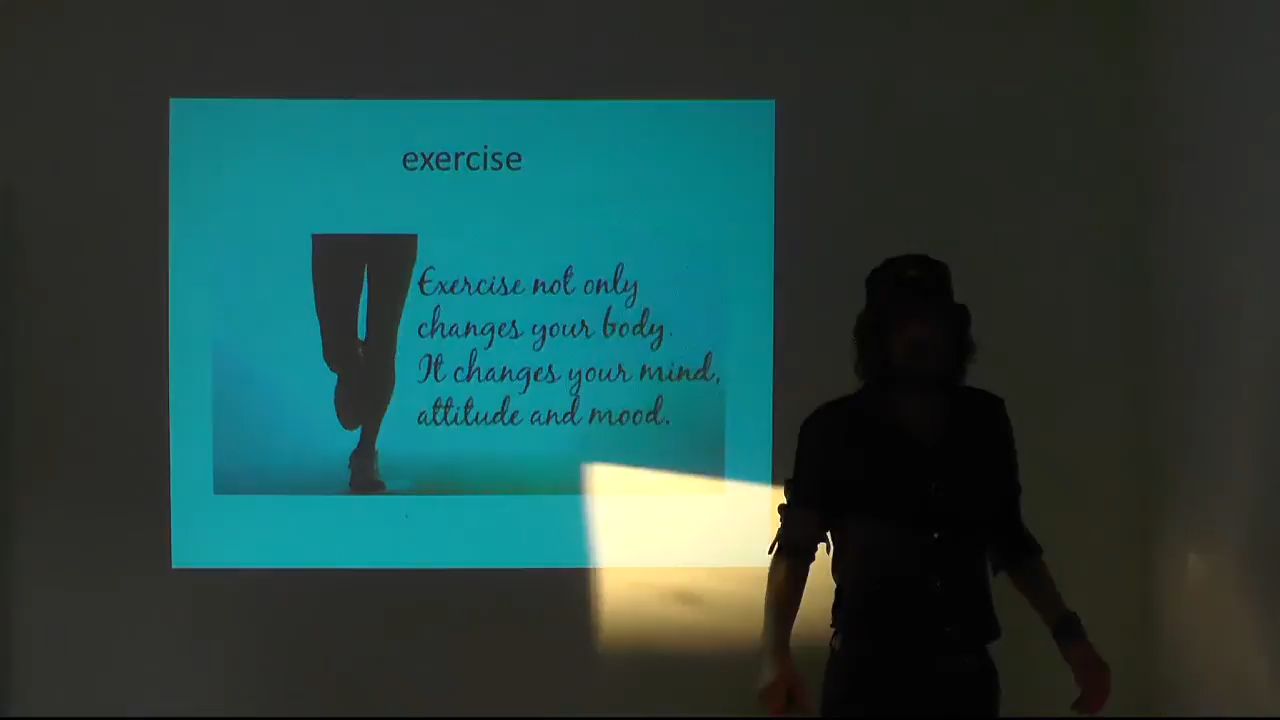 exercise
Exercise not only
changes your body.
It changes your mind,
attitude and mood.